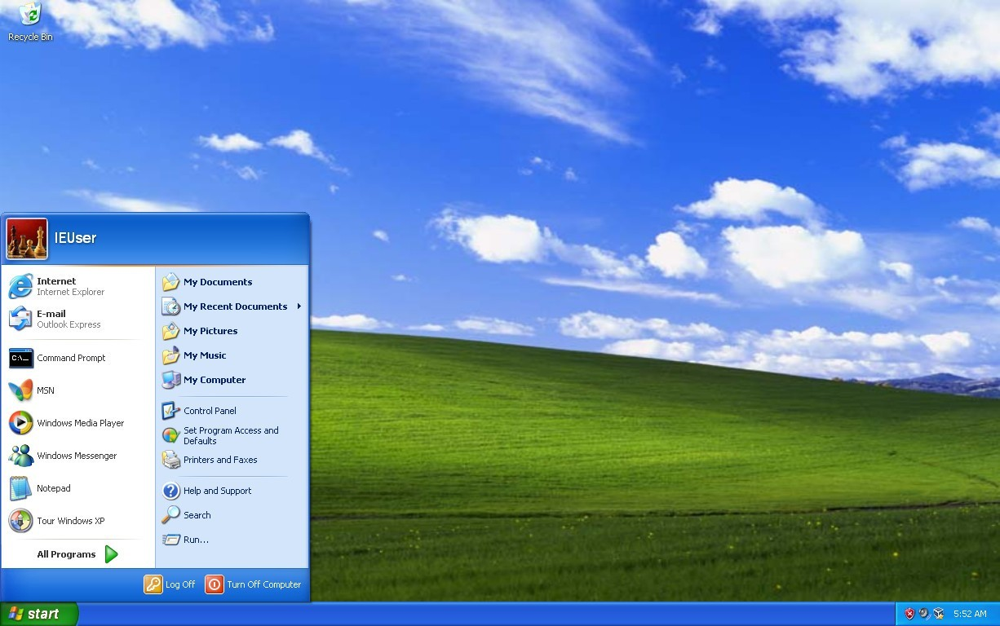 Recycle Bin
IEUser
Internet
Internet Explorer
E-mail
Outlook Express
Command Prompt
MSN
Windows Media Player
Windows Messenger
Notepad
Tour Windows XP
All Programs
My Documents
My Recent Documents
My Pictures
My Music
My Computer
Control Panel
Set Program Access and
Defaults
Printers and Faxes
Help and Support
Search
Run...
Log Off
Turn Off Computer
start
5:52 AM